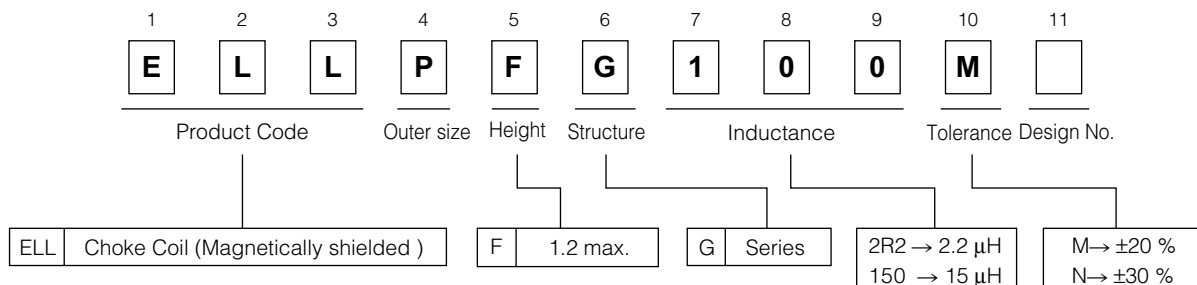 1 2 3 4 5 6 7 8 9 10 11
E L L P F G 1 0 0 M
Product Code Outer size Height Structure Inductance Tolerance Design No.
ELL Choke Coil (Magnetically shielded ) F 1.2 max. G Series 2R2 → 2.2 µH M→ ±20 %
150 → 15 µH N→ ±30 %